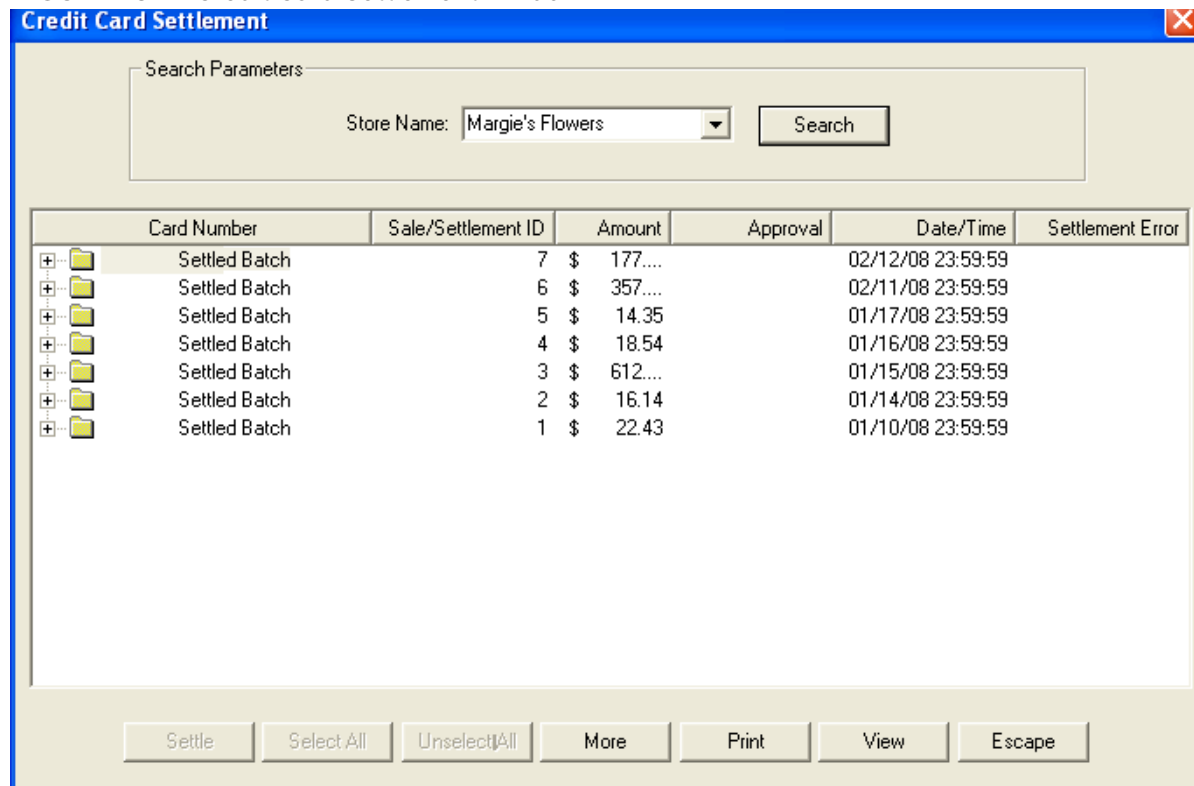 Credit Card Settlement
Search Parameters
Store Name: Margie's Flowers Search
Card Number Sale/Settlement ID Amount Approval Date/Time Settlement Error
Settled Batch 7 $ 177.... 02/12/08 23:59:59
Settled Batch 6 $ 357.... 02/11/08 23:59:59
Settled Batch 5 $ 14.35 01/17/08 23:59:59
Settled Batch 4 $ 18.54 01/16/08 23:59:59
Settled Batch 3 $ 612.... 01/15/08 23:59:59
Settled Batch 2 $ 16.14 01/14/08 23:59:59
Settled Batch 1 $ 22.43 01/10/08 23:59:59
Settle Select All Unselect All More Print View Escape